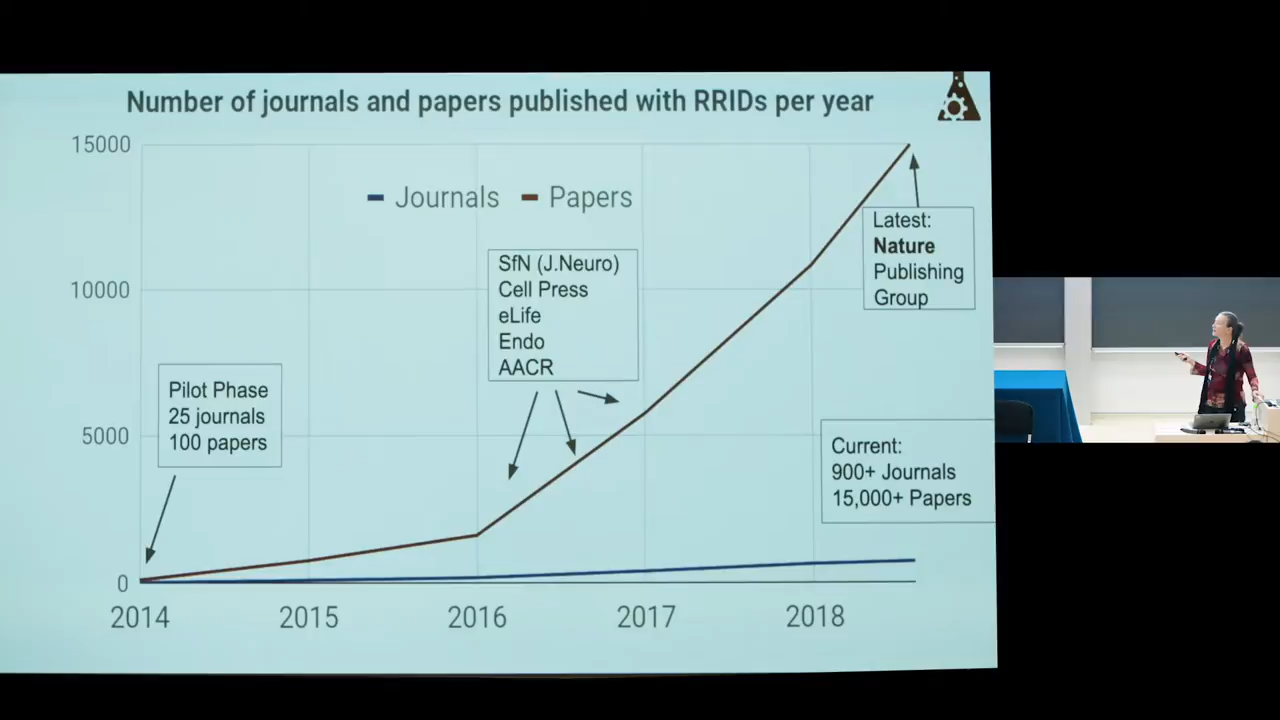 Number of journals and papers published with RRIDs per year
15000
10000
5000
0
Journals
Papers
Pilot Phase
25 journals
100 papers
SfN (J.Neuro)
Cell Press
eLife
Endo
AACR
Latest:
Nature
Publishing
Group
Current:
900+ Journals
15,000+ Papers
2014
2015
2016
2017
2018